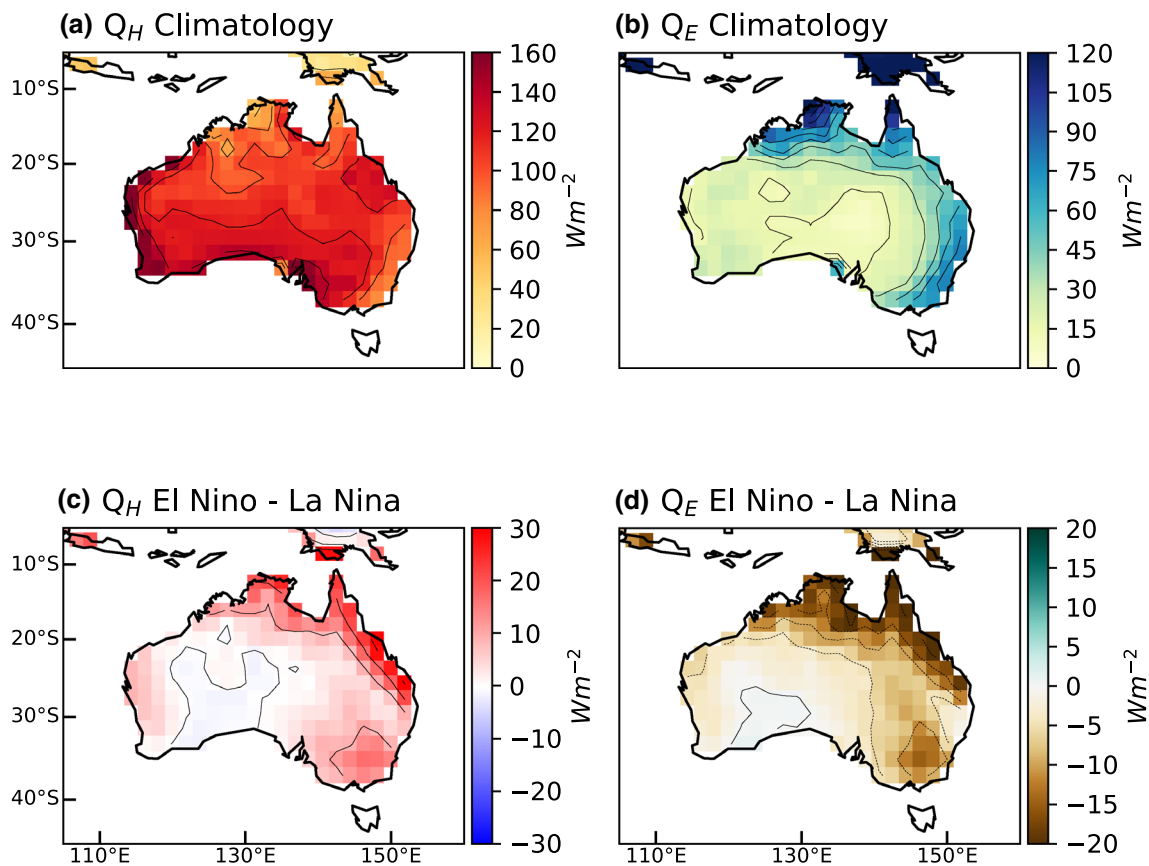 (a) Q_H Climatology
(b) Q_E Climatology
10°S
20°S
30°S
40°S
160
140
120
100
80
60
40
20
0
Wm⁻²
120
105
90
75
60
45
30
15
0
Wm⁻²
(c) Q_H El Nino - La Nina
(d) Q_E El Nino - La Nina
10°S
20°S
30°S
40°S
30
20
10
0
−10
−20
−30
Wm⁻²
20
15
10
5
0
−5
−10
−15
−20
Wm⁻²
110°E 130°E 150°E
110°E 130°E 150°E